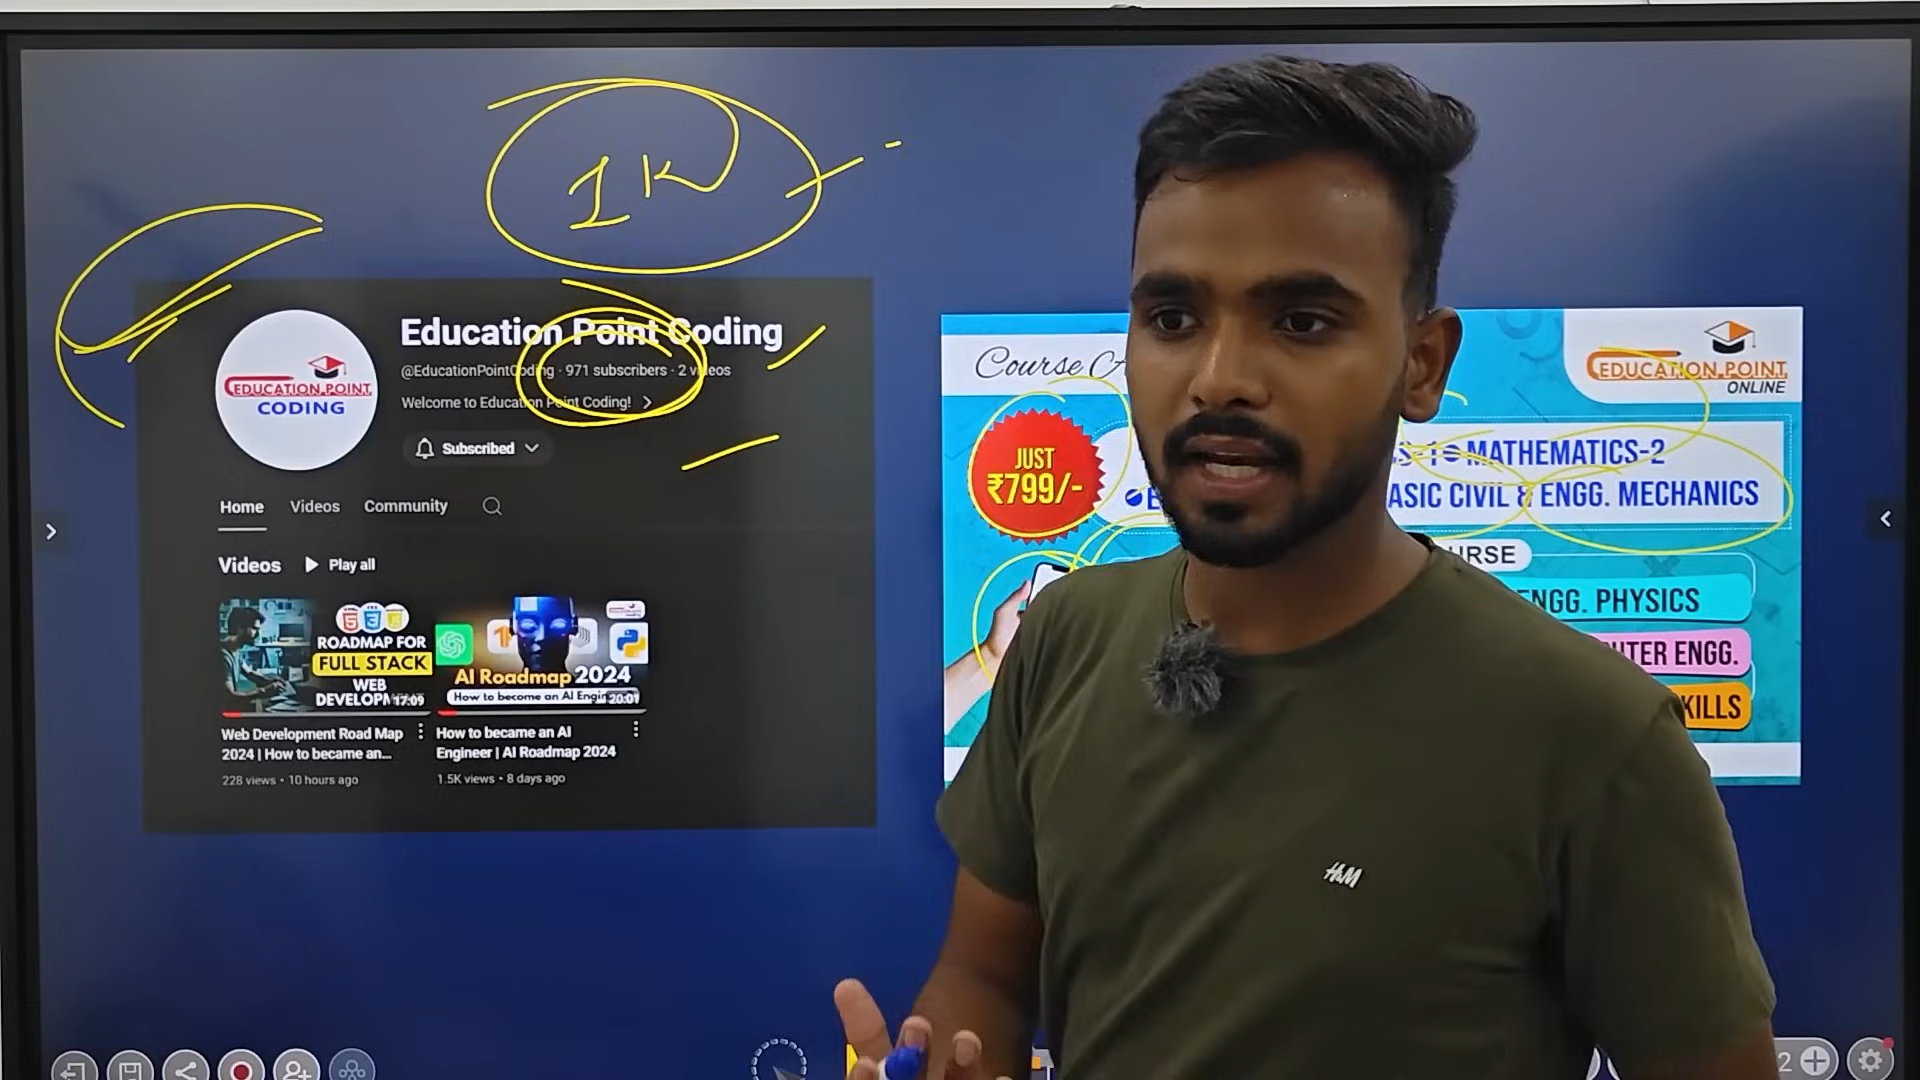 1K
Education Point Coding
@EducationPointCoding · 971 subscribers · 2 videos
Welcome to Education Point Coding!
Subscribed
EDUCATION POINT
CODING
Home Videos Community
Videos Play all
ROADMAP FOR
FULL STACK
WEB
17:09
AI Roadmap 2024
How to become an AI
20:01
Web Development Road Map
2024 | How to became an...
228 views • 10 hours ago
How to became an AI
Engineer | AI Roadmap 2024
1.5K views • 8 days ago
Course
EDUCATION POINT
ONLINE
JUST
₹799/-
MATHEMATICS-2
CIVIL & ENGG. MECHANICS
ENGG. PHYSICS
ENGG.
H&M
2